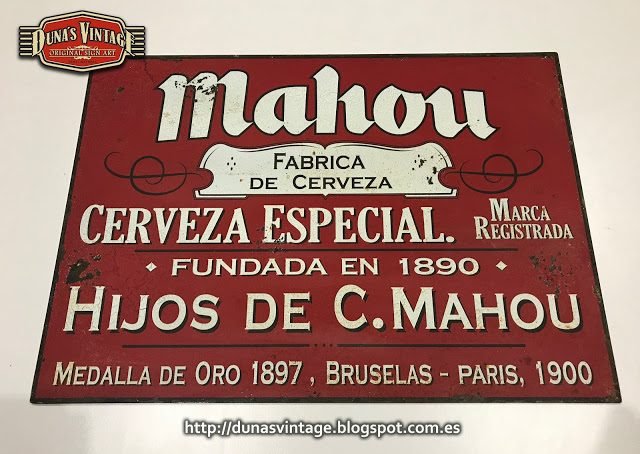 DUNA'S VINTAGE
ORIGINAL SIGN ART
Mahou
FABRICA
DE CERVEZA
CERVEZA ESPECIAL. MARCA REGISTRADA
FUNDADA EN 1890
HIJOS DE C. MAHOU
MEDALLA DE ORO 1897 , BRUSELAS - PARIS, 1900
http://dunasvintage.blogspot.com.es